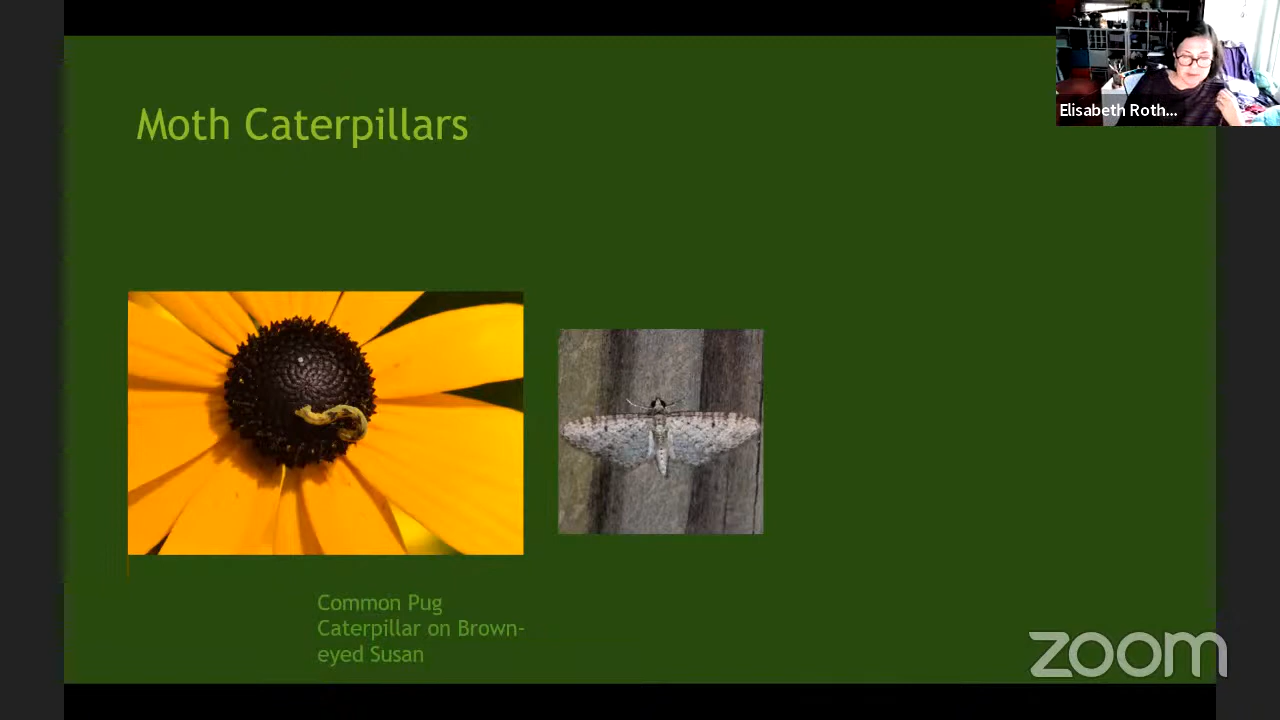 Elisabeth Roth...
Moth Caterpillars
Common Pug
Caterpillar on Brown-
eyed Susan
zoom